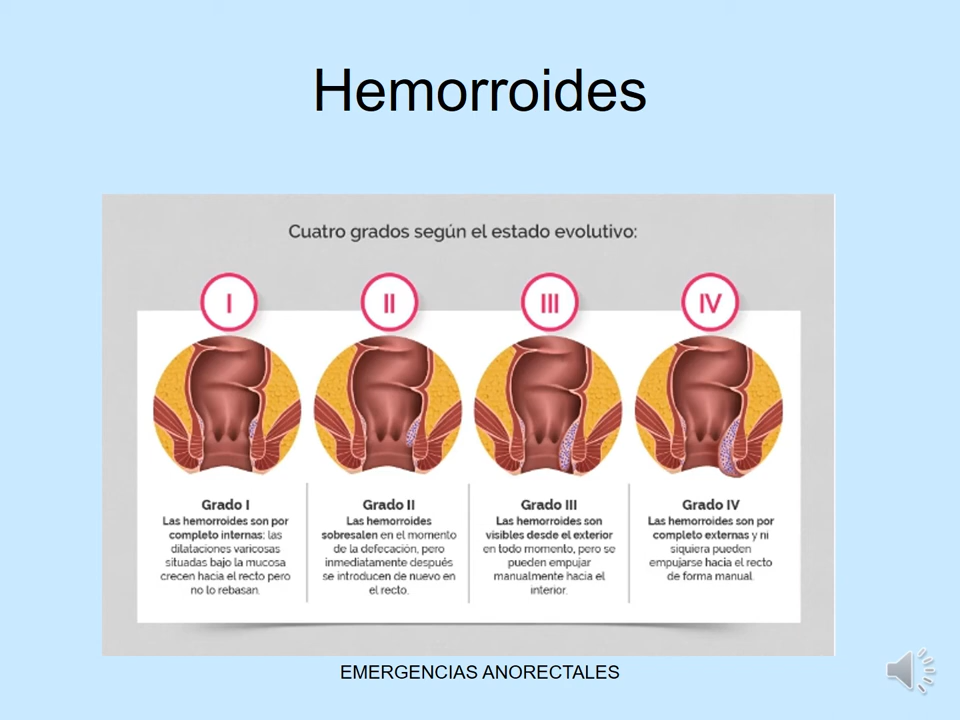 Hemorroides
Cuatro grados según el estado evolutivo:
I
II
III
IV
Grado I
Las hemorroides son por
completo internas: las
dilataciones varicosas
situadas bajo la mucosa
crecen hacia el recto pero
no lo rebasan.
Grado II
Las hemorroides
sobresalen en el momento
de la defecación, pero
inmediatamente después
se introducen de nuevo en
el recto.
Grado III
Las hemorroides son
visibles desde el exterior
en todo momento, pero se
pueden empujar
manualmente hacia el
interior.
Grado IV
Las hemorroides son por
completo externas y ni
siquiera pueden
empujarse hacia el recto
de forma manual.
EMERGENCIAS ANORECTALES